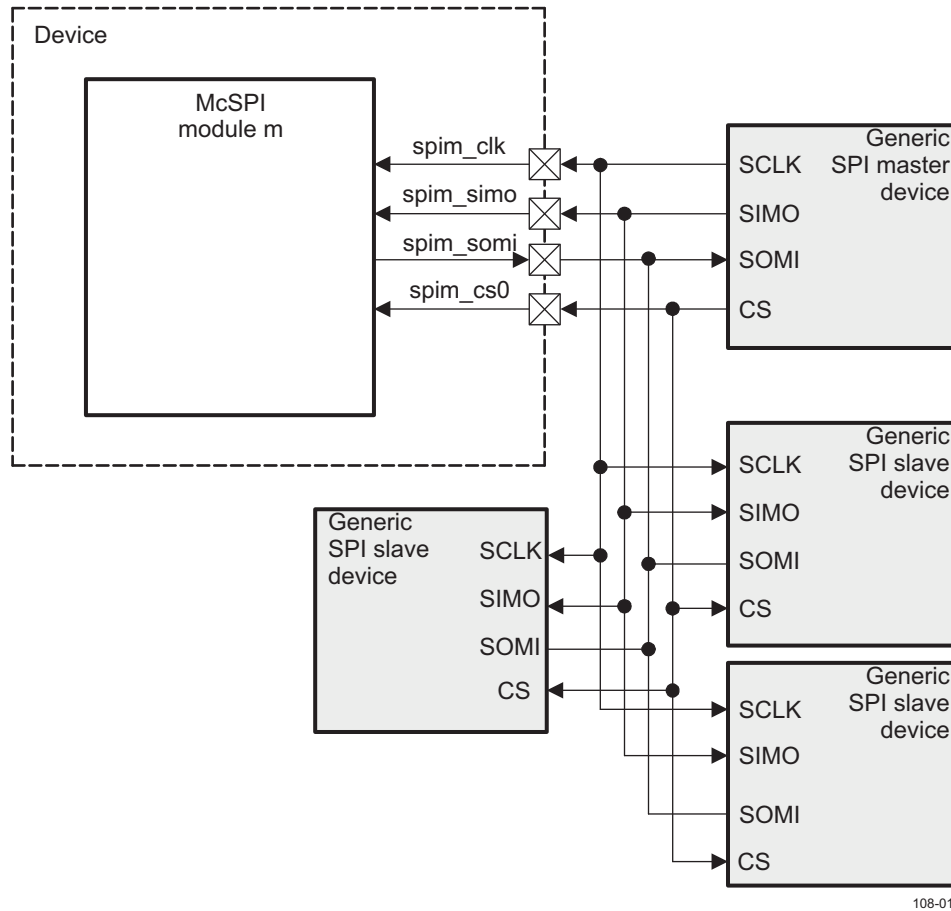 Device
McSPI
module m
spim_clk
spim_simo
spim_somi
spim_cs0
Generic
SPI master
device
SCLK
SIMO
SOMI
CS
Generic
SPI slave
device
SCLK
SIMO
SOMI
CS
Generic
SPI slave
device
SCLK
SIMO
SOMI
CS
Generic
SPI slave
device
SCLK
SIMO
SOMI
CS
108-01